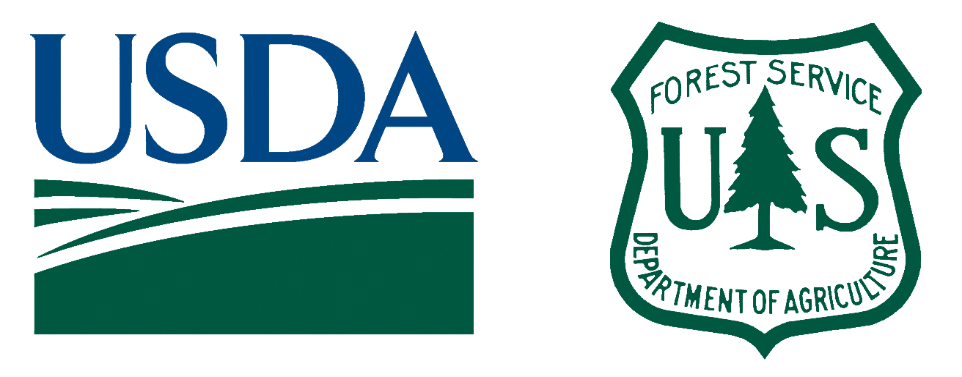 USDA
FOREST SERVICE
U S
DEPARTMENT OF AGRICULTURE